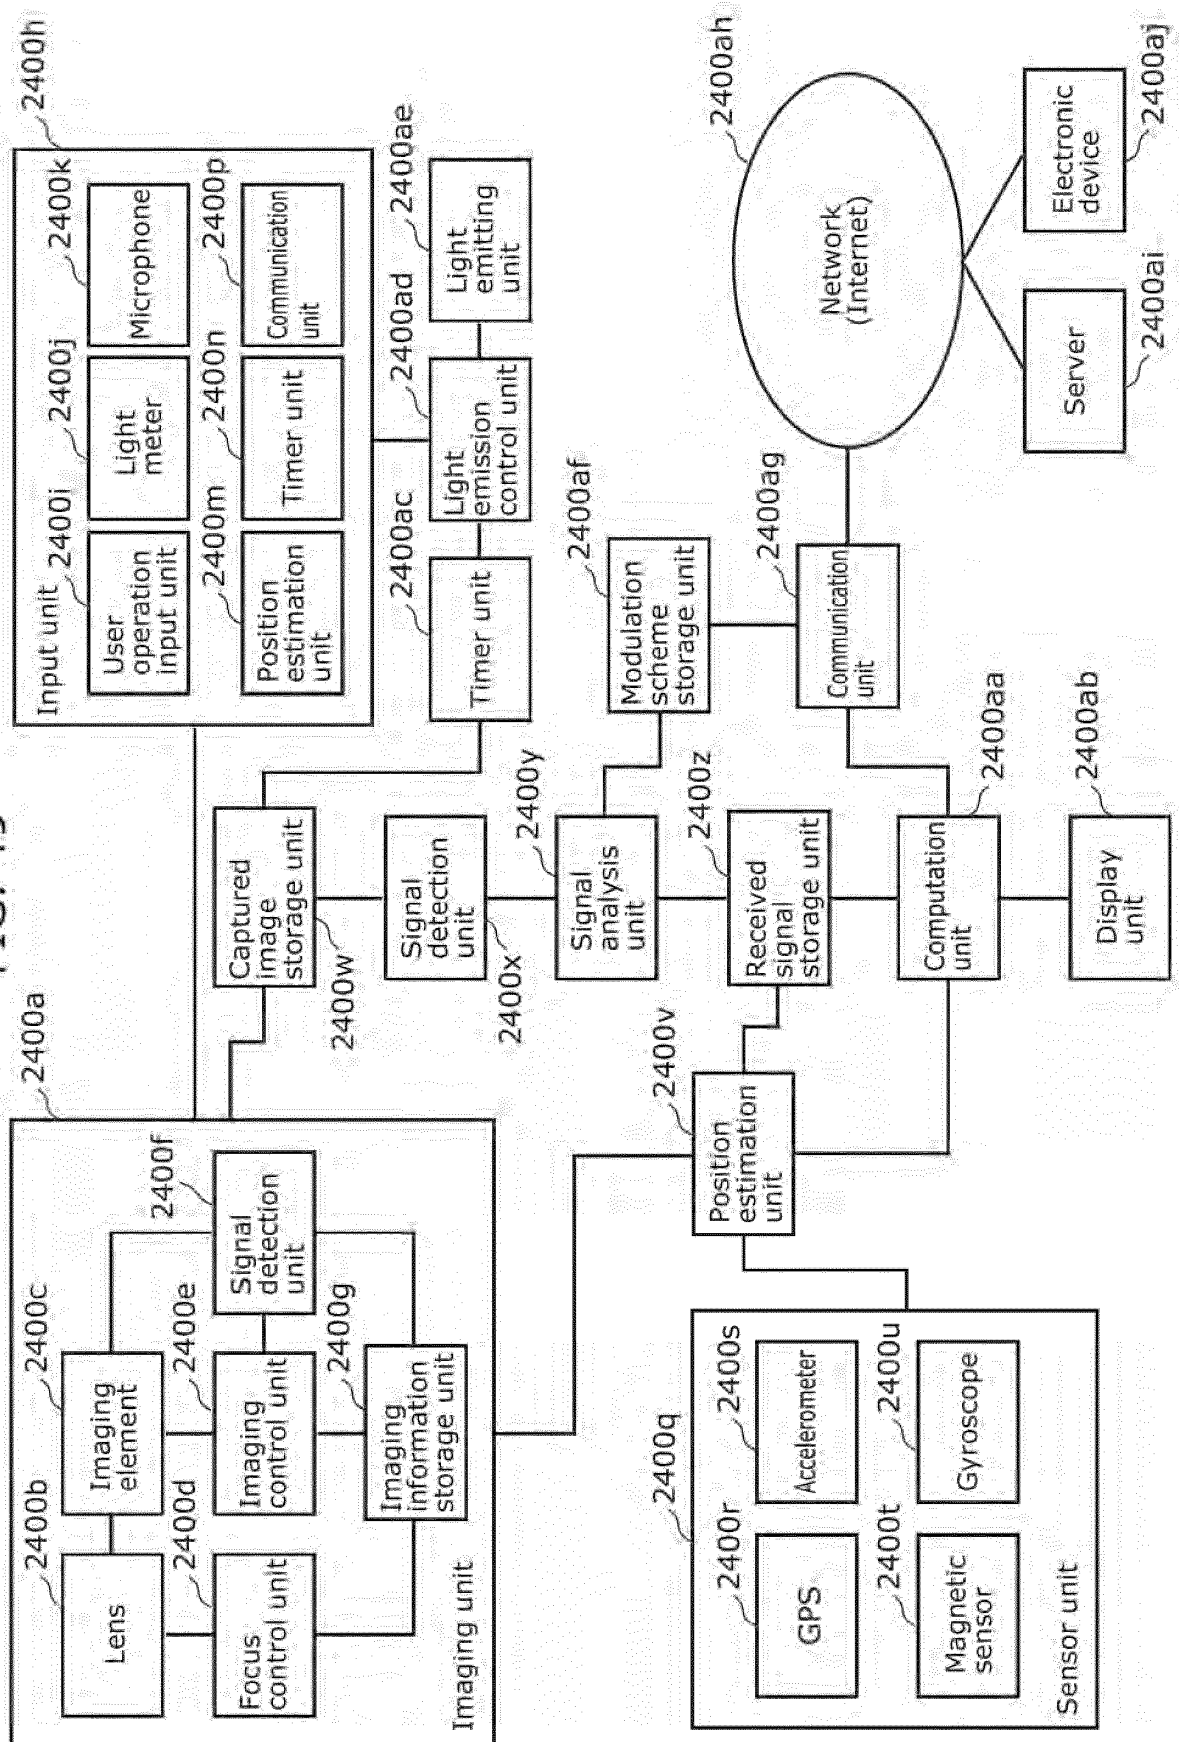 2400a
Imaging unit
2400b
Lens
2400c
Imaging
element
2400d
Focus
control unit
2400e
Imaging
control unit
2400f
Signal
detection
unit
2400g
Imaging
information
storage unit
2400h
Input unit
2400i
User
operation
input unit
2400j
Light
meter
2400k
Microphone
2400m
Position
estimation
unit
2400n
Timer unit
2400p
Communication
unit
Captured
image
storage unit
2400w
Signal
detection
unit
2400x
2400ac
Timer unit
2400ad
Light
emission
control unit
2400ae
Light
emitting
unit
2400y
Signal
analysis
unit
2400af
Modulation
scheme
storage unit
2400q
Sensor unit
2400r
GPS
2400s
Accelerometer
2400t
Magnetic
sensor
2400u
Gyroscope
2400v
Position
estimation
unit
2400z
Received
signal
storage unit
2400ag
Communication
unit
2400aa
Computation
unit
2400ab
Display
unit
2400ah
Network
(Internet)
2400ai
Server
2400aj
Electronic
device